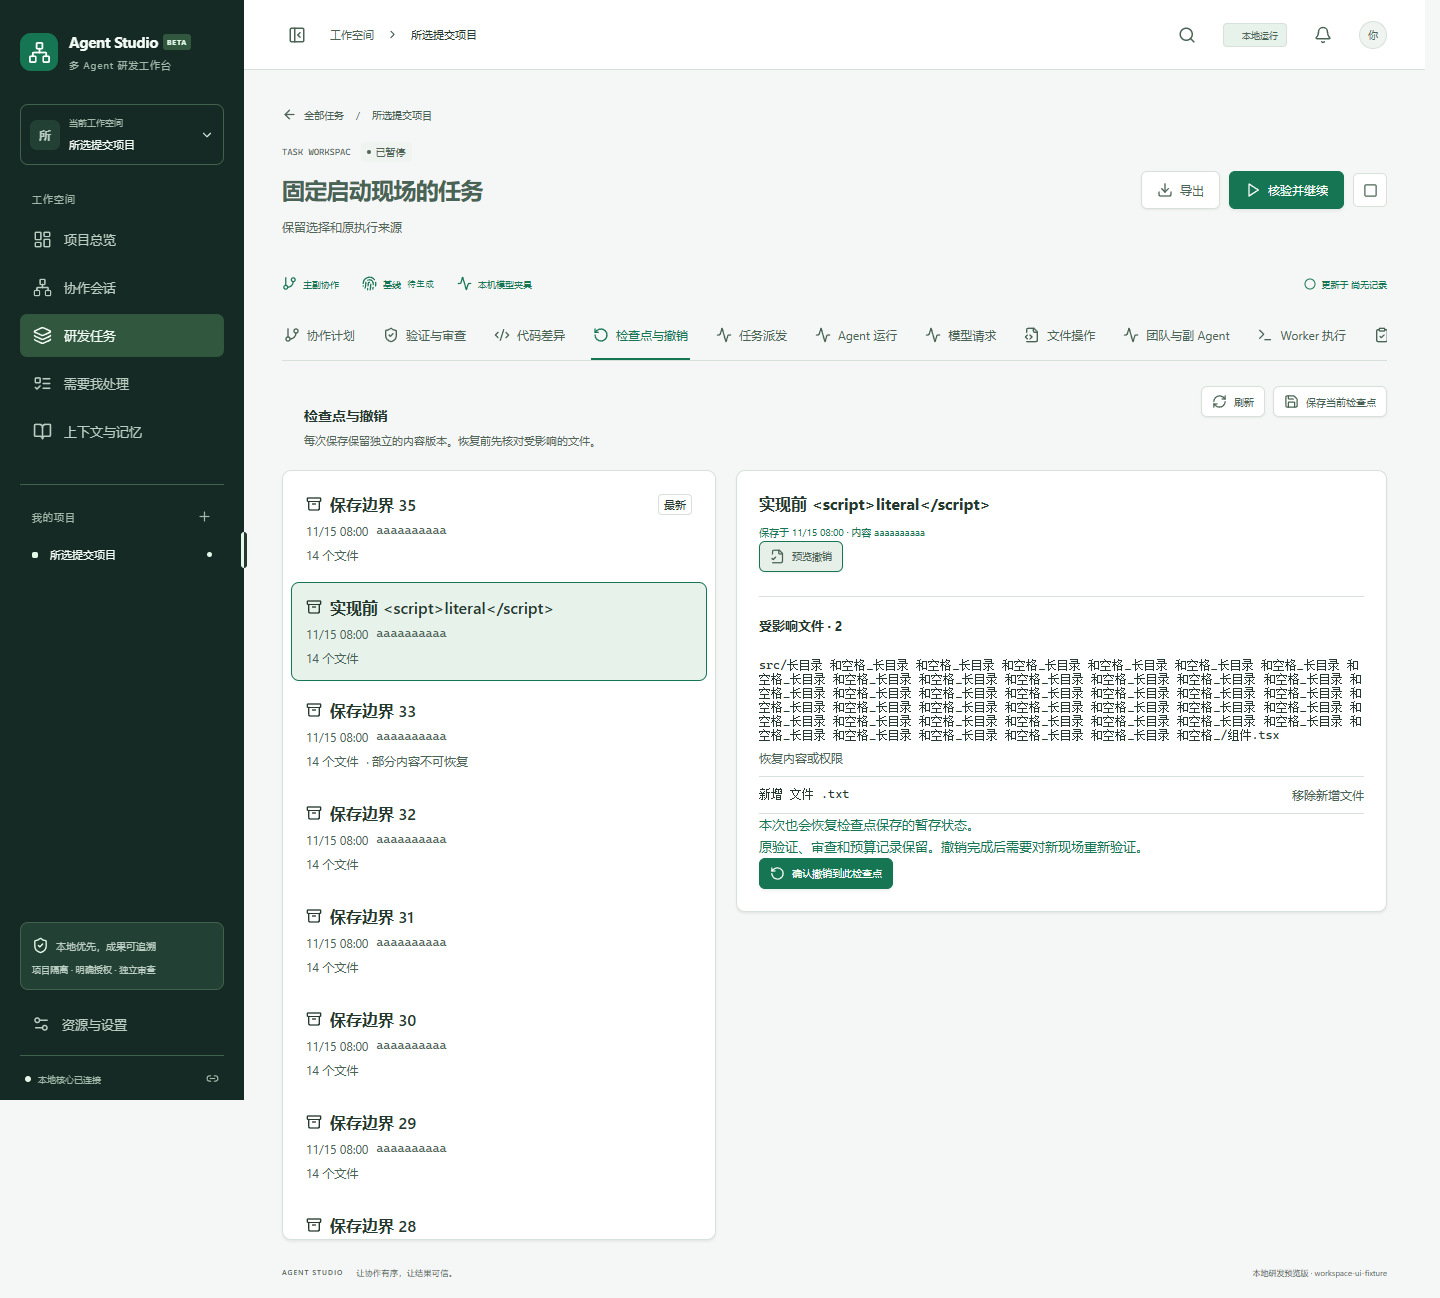 Agent Studio BETA
多 Agent 研发工作台
所
当前工作空间
所选提交项目
工作空间
项目总览
协作会话
研发任务
需要我处理
上下文与记忆
我的项目
所选提交项目
本地优先，成果可追溯
项目隔离 · 明确授权 · 独立审查
资源与设置
本地核心已连接
工作空间 > 所选提交项目
本地运行
你
全部任务 / 所选提交项目
TASK WORKSPAC 已暂停
固定启动现场的任务
保留选择和原执行来源
导出
核验并继续
主副协作
基线 待生成
本机模型夹具
更新于 尚无记录
协作计划
验证与审查
代码差异
检查点与撤销
任务派发
Agent 运行
模型请求
文件操作
团队与副 Agent
Worker 执行
检查点与撤销
每次保存保留独立的内容版本。恢复前先核对受影响的文件。
刷新
保存当前检查点
保存边界 35
最新
11/15 08:00 aaaaaaaaaa
14 个文件
实现前 <script>literal</script>
11/15 08:00 aaaaaaaaaa
14 个文件
保存边界 33
11/15 08:00 aaaaaaaaaa
14 个文件 · 部分内容不可恢复
保存边界 32
11/15 08:00 aaaaaaaaaa
14 个文件
保存边界 31
11/15 08:00 aaaaaaaaaa
14 个文件
保存边界 30
11/15 08:00 aaaaaaaaaa
14 个文件
保存边界 29
11/15 08:00 aaaaaaaaaa
14 个文件
保存边界 28
实现前 <script>literal</script>
保存于 11/15 08:00 · 内容 aaaaaaaaaa
预览撤销
受影响文件 · 2
src/长目录 和空格_长目录 和空格_长目录 和空格_长目录 和空格_长目录 和空格_长目录 和空格_长目录 和
空格_长目录 和空格_长目录 和空格_长目录 和空格_长目录 和空格_长目录 和空格_长目录 和空格_长目录 和
空格_长目录 和空格_长目录 和空格_长目录 和空格_长目录 和空格_长目录 和空格_长目录 和空格_长目录 和
空格_长目录 和空格_长目录 和空格_长目录 和空格_长目录 和空格_长目录 和空格_长目录 和空格_长目录 和
空格_长目录 和空格_长目录 和空格_长目录 和空格_长目录 和空格_长目录 和空格_长目录 和空格_长目录 和
空格_长目录 和空格_长目录 和空格_长目录 和空格_长目录 和空格_长目录 和空格_/组件.tsx
恢复内容或权限
新增 文件 .txt
移除新增文件
本次也会恢复检查点保存的暂存状态。
原验证、审查和预算记录保留。撤销完成后需要对新现场重新验证。
确认撤销到此检查点
AGENT STUDIO 让协作有序，让结果可信。
本地研发预览版 · workspace-ui-fixture